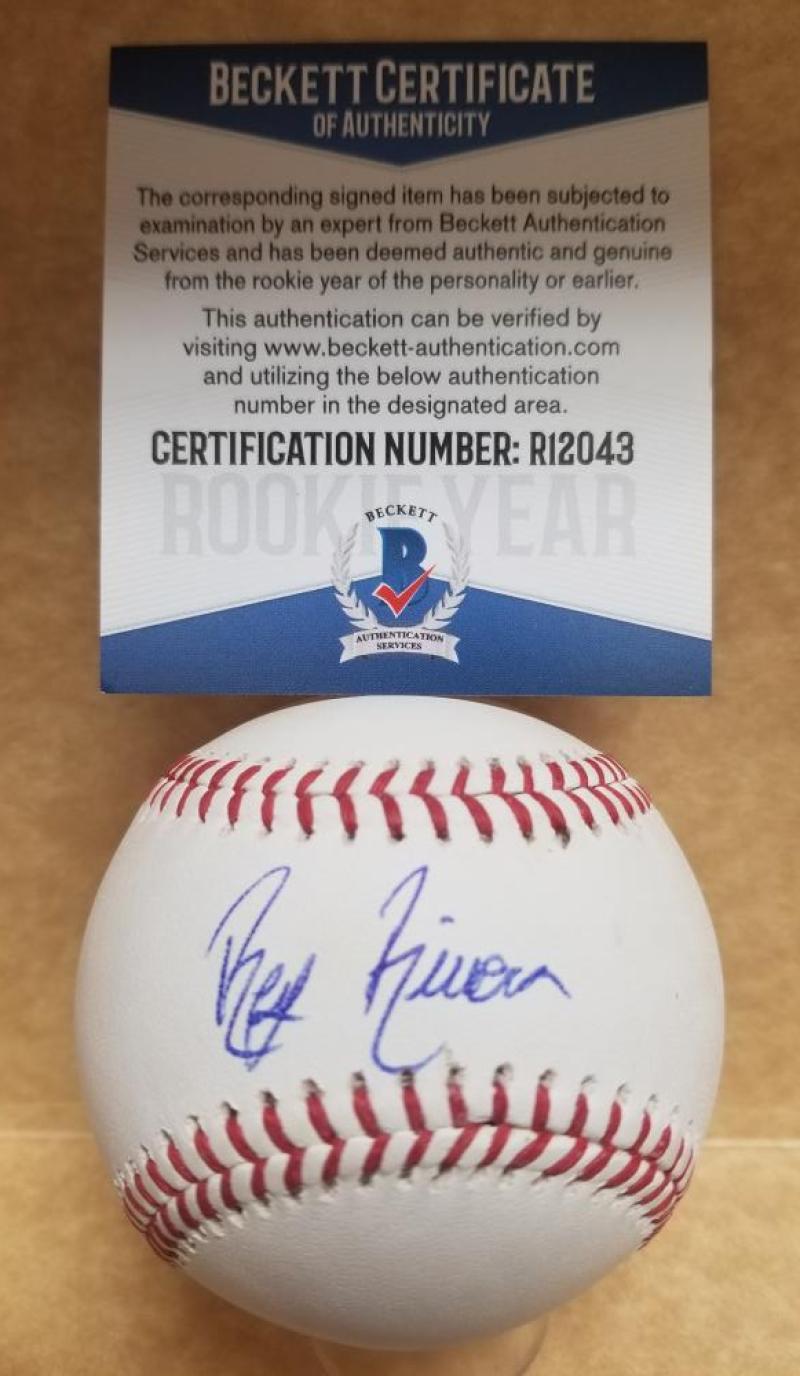 BECKETT CERTIFICATE
OF AUTHENTICITY
The corresponding signed item has been subjected to
examination by an expert from Beckett Authentication
Services and has been deemed authentic and genuine
from the rookie year of the personality or earlier.
This authentication can be verified by
visiting www.beckett-authentication.com
and utilizing the below authentication
number in the designated area.
CERTIFICATION NUMBER: R12043
ROOKIE YEAR
BECKETT
B
AUTHENTICATION
SERVICES
Rivera